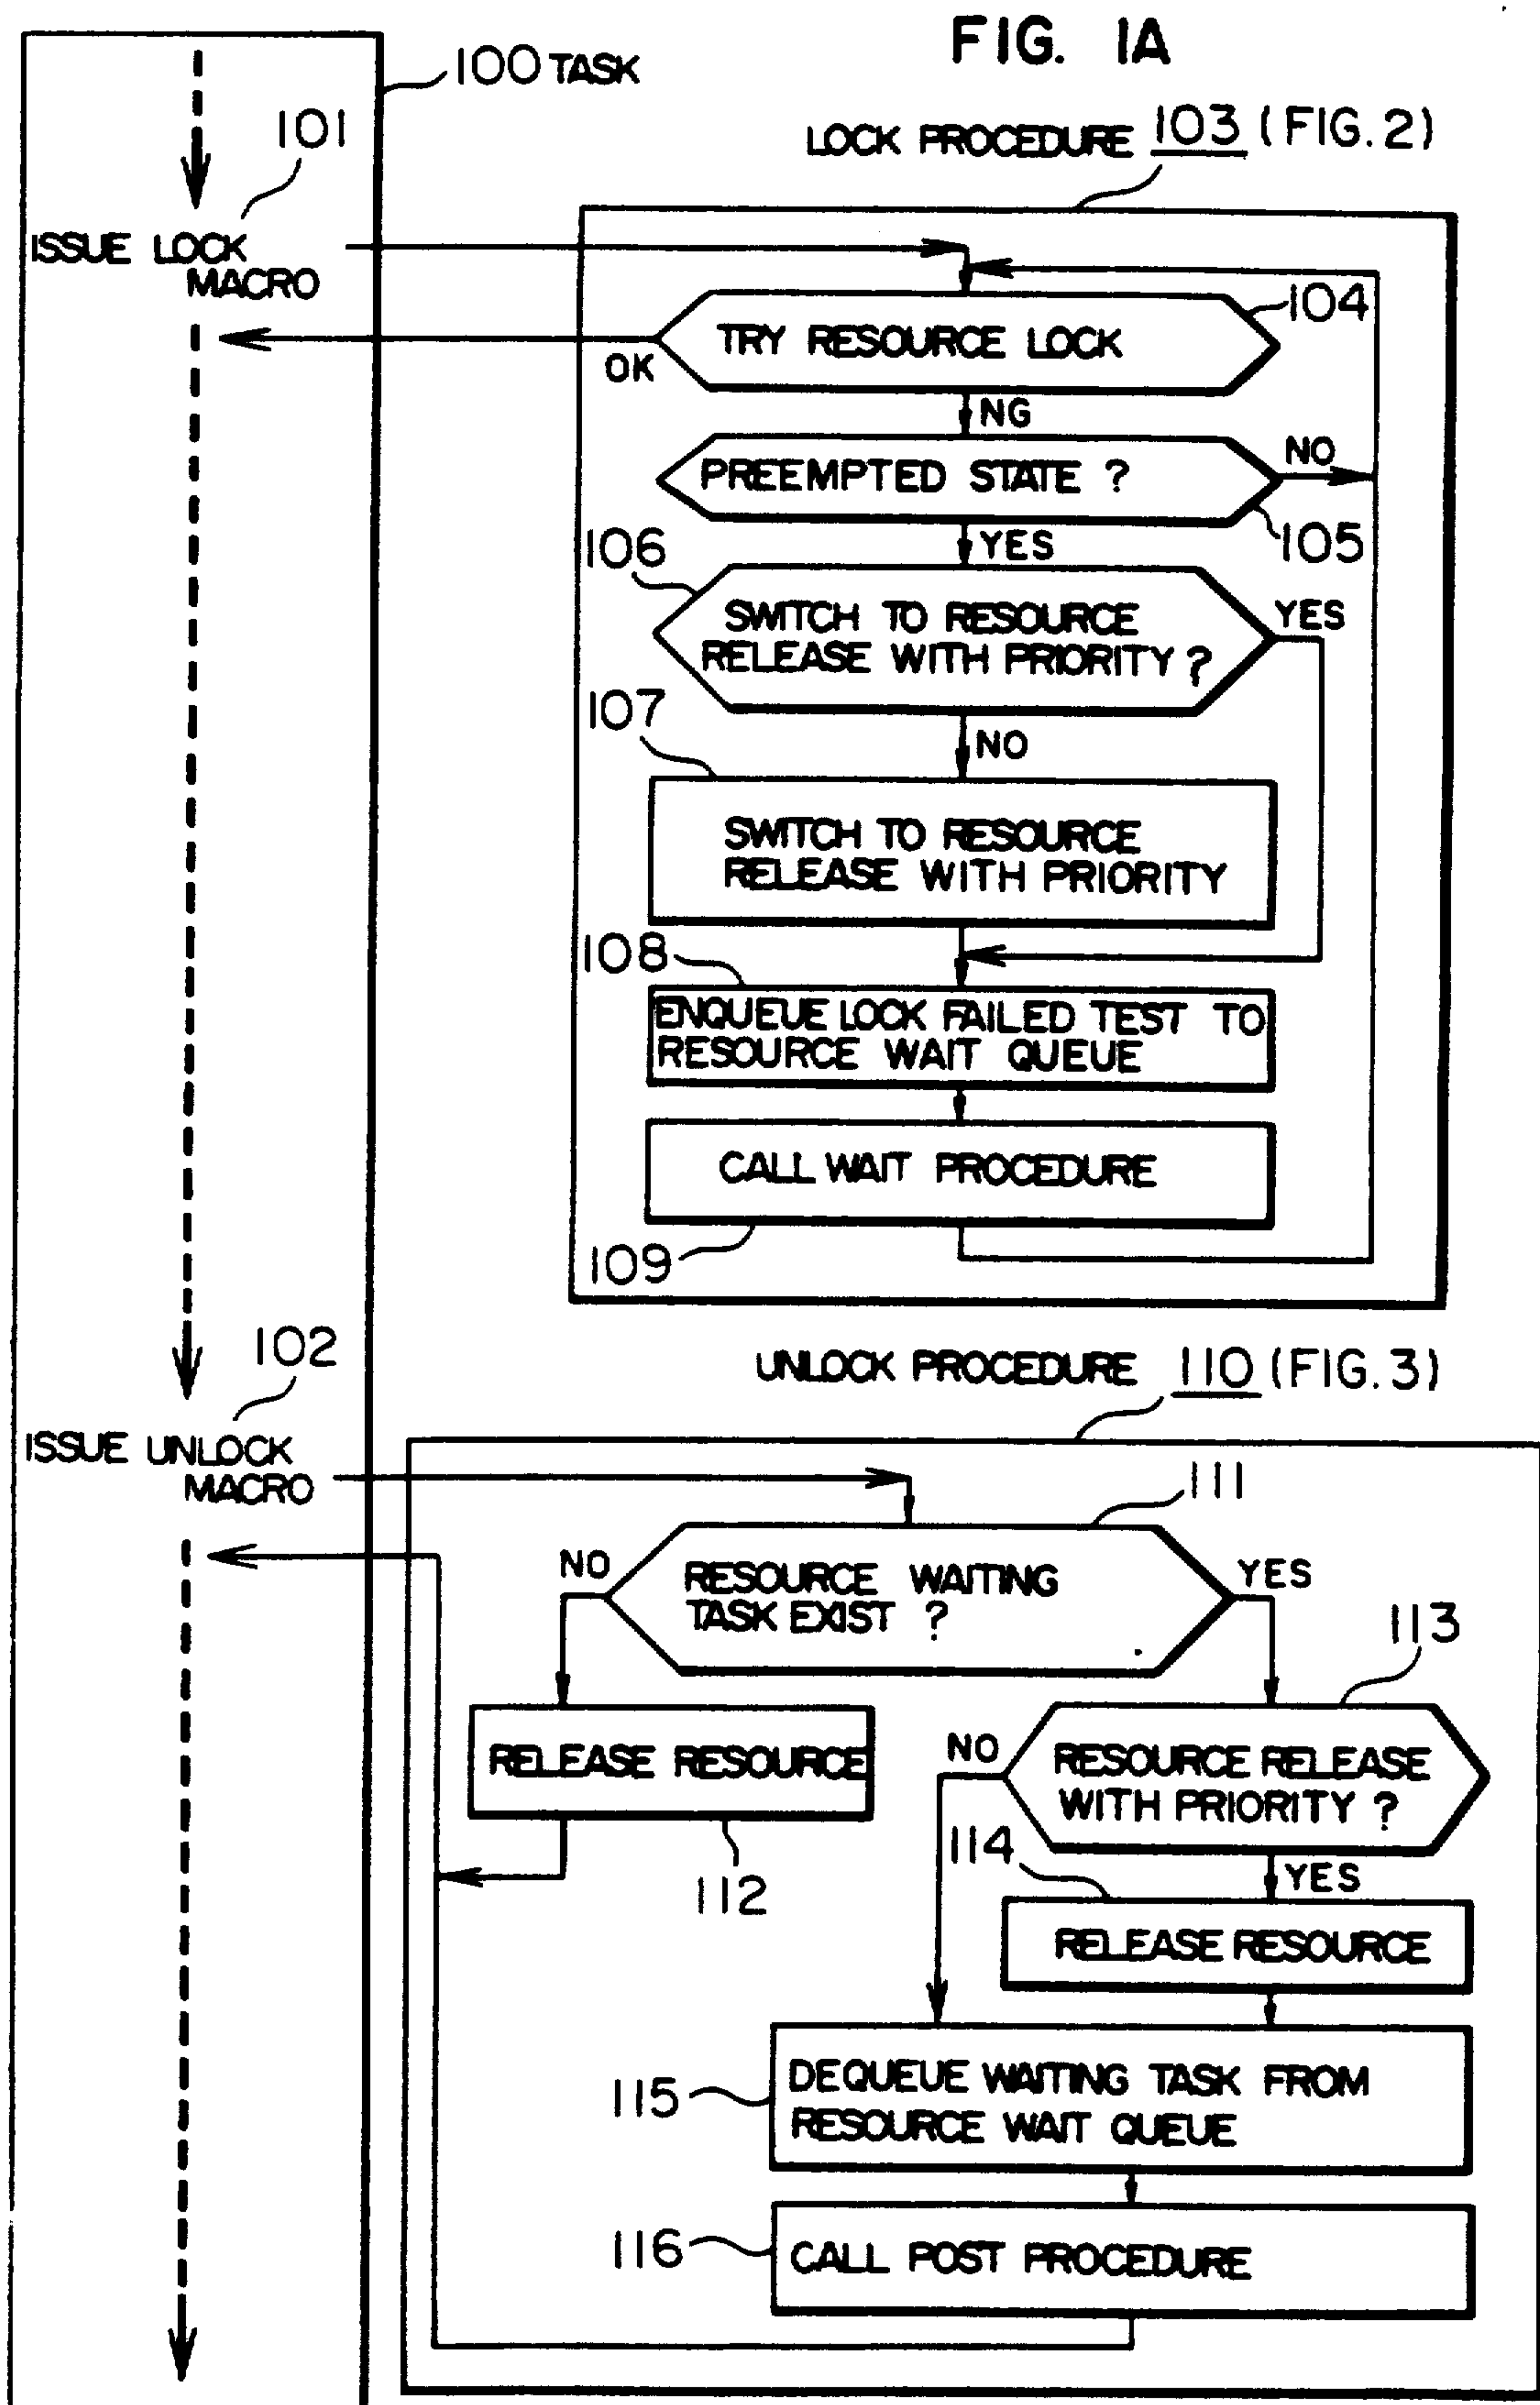 FIG. 1A
100 TASK
101
LOCK PROCEDURE 103 (FIG. 2)
ISSUE LOCK
MACRO
104
TRY RESOURCE LOCK
OK
NG
PREEMPTED STATE ?
NO
105
YES
106
SWITCH TO RESOURCE
RELEASE WITH PRIORITY ?
YES
107
NO
SWITCH TO RESOURCE
RELEASE WITH PRIORITY
108
ENQUEUE LOCK FAILED TEST TO
RESOURCE WAIT QUEUE
CALL WAIT PROCEDURE
109
102
UNLOCK PROCEDURE 110 (FIG. 3)
ISSUE UNLOCK
MACRO
111
NO
RESOURCE WAITING
TASK EXIST ?
YES
113
RELEASE RESOURCE
NO
RESOURCE RELEASE
WITH PRIORITY ?
112
114
YES
RELEASE RESOURCE
115
DEQUEUE WAITING TASK FROM
RESOURCE WAIT QUEUE
116
CALL POST PROCEDURE